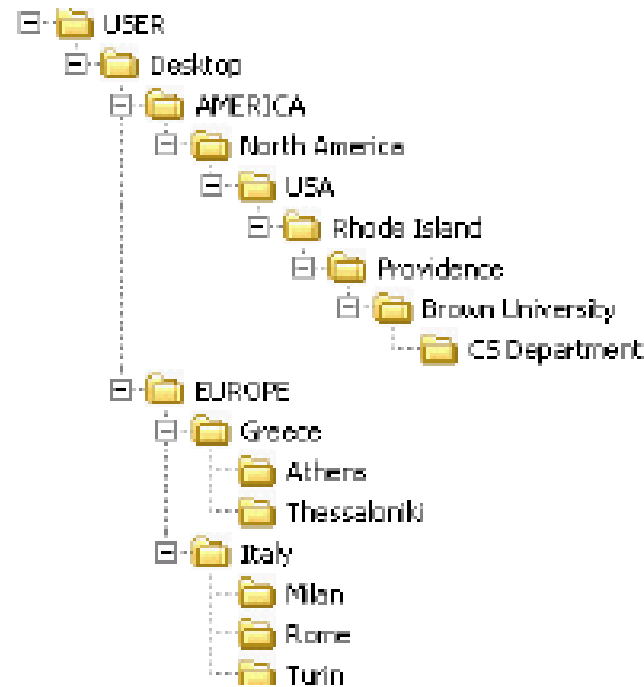 USER
Desktop
AMERICA
North America
USA
Rhode Island
Providence
Brown University
CS Department
EUROPE
Greece
Athens
Thessaloniki
Italy
Milan
Rome
Turin